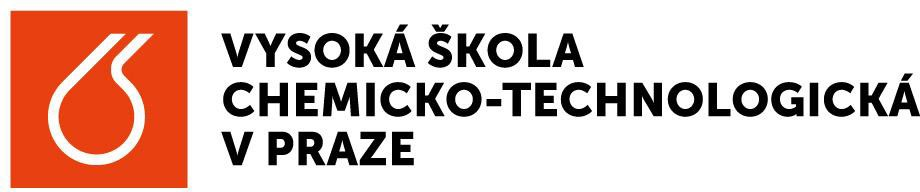 VYSOKÁ ŠKOLA
CHEMICKO-TECHNOLOGICKÁ
V PRAZE